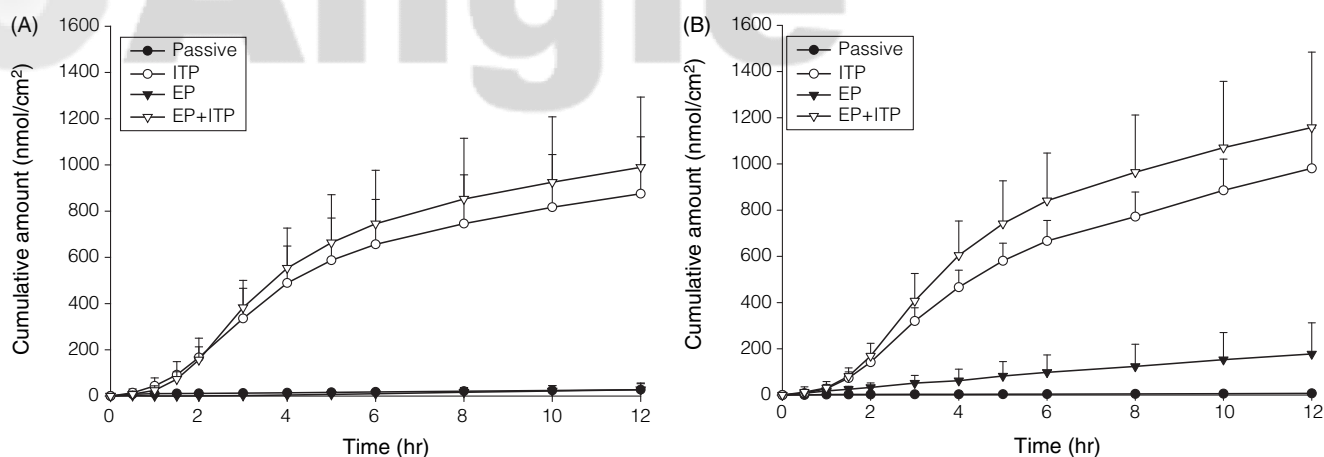 (A)
1600
1400
1200
1000
800
600
400
200
0
Cumulative amount (nmol/cm²)
Passive
ITP
EP
EP+ITP
0 2 4 6 8 10 12
Time (hr)
(B)
1600
1400
1200
1000
800
600
400
200
0
Cumulative amount (nmol/cm²)
Passive
ITP
EP
EP+ITP
0 2 4 6 8 10 12
Time (hr)